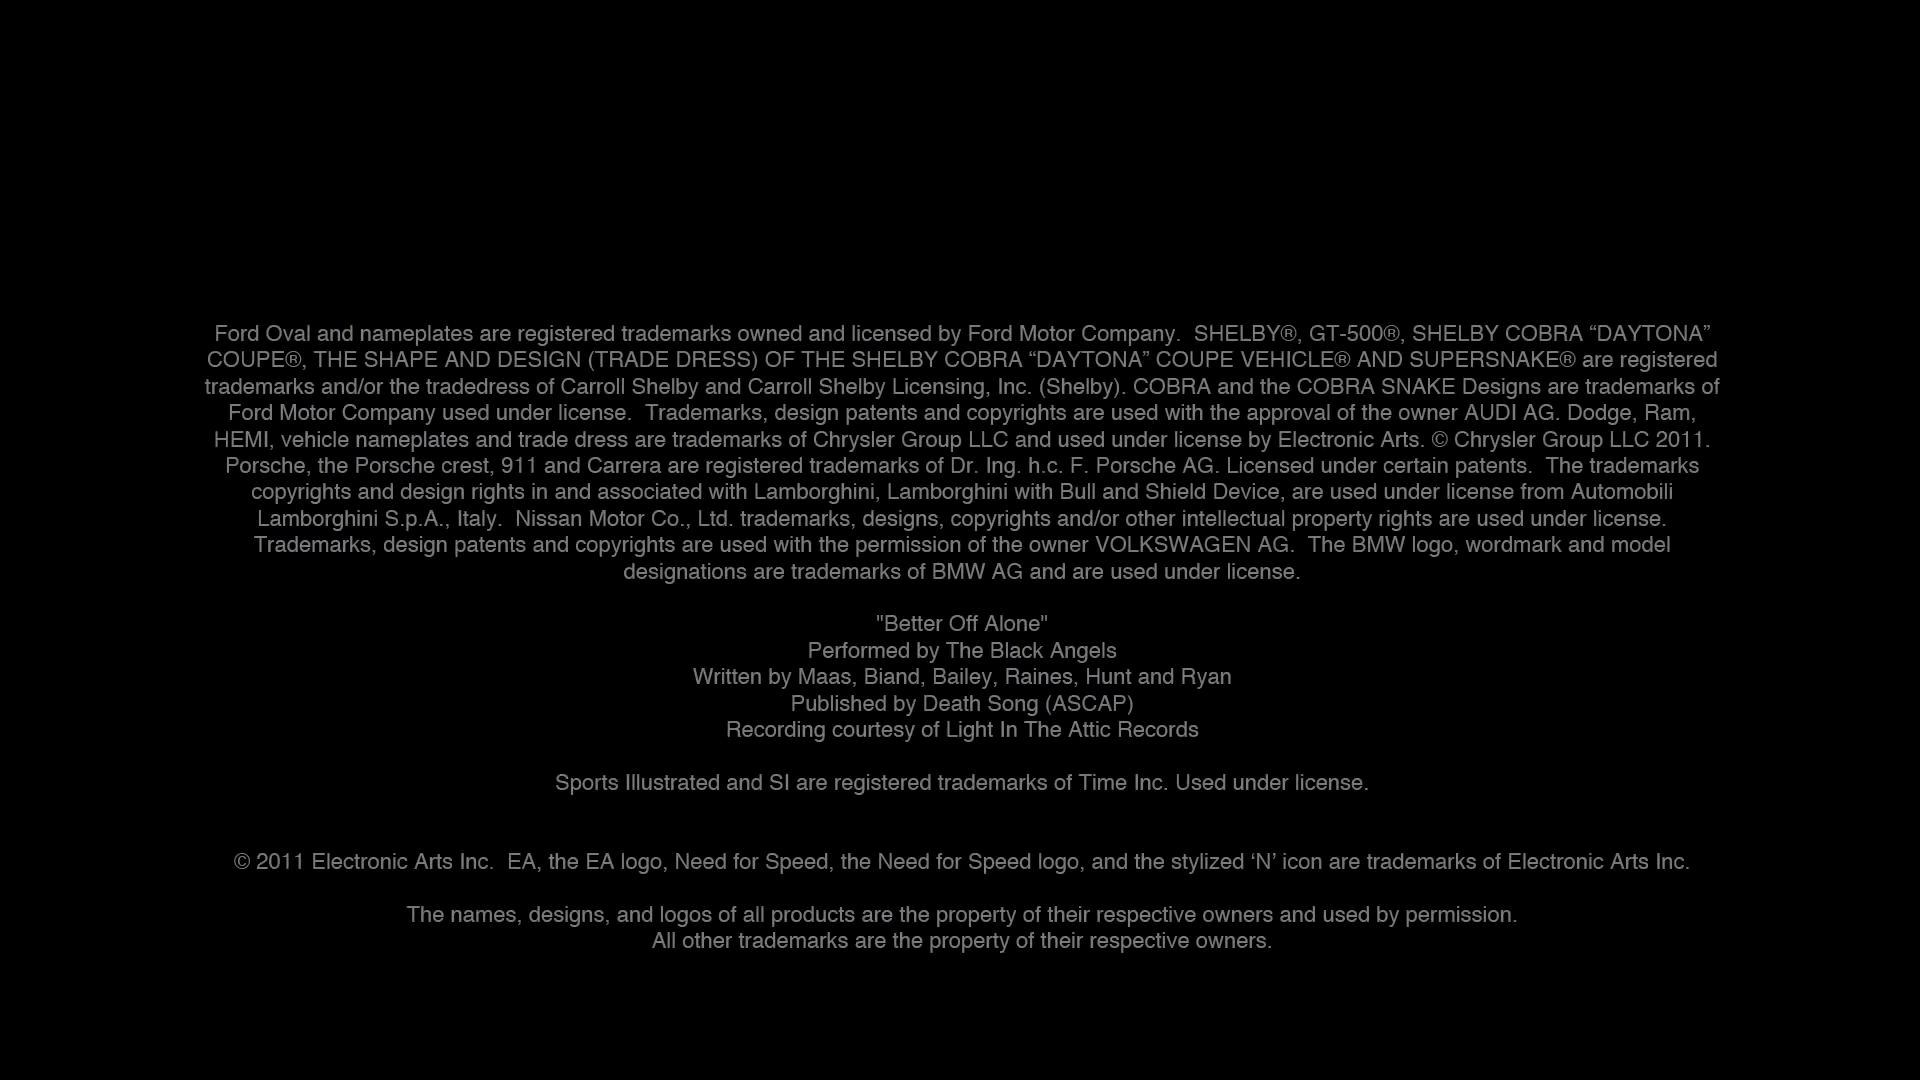 Ford Oval and nameplates are registered trademarks owned and licensed by Ford Motor Company.  SHELBY®, GT-500®, SHELBY COBRA “DAYTONA”
COUPE®, THE SHAPE AND DESIGN (TRADE DRESS) OF THE SHELBY COBRA “DAYTONA” COUPE VEHICLE® AND SUPERSNAKE® are registered
trademarks and/or the tradedress of Carroll Shelby and Carroll Shelby Licensing, Inc. (Shelby). COBRA and the COBRA SNAKE Designs are trademarks of
Ford Motor Company used under license.  Trademarks, design patents and copyrights are used with the approval of the owner AUDI AG. Dodge, Ram,
HEMI, vehicle nameplates and trade dress are trademarks of Chrysler Group LLC and used under license by Electronic Arts. © Chrysler Group LLC 2011.
Porsche, the Porsche crest, 911 and Carrera are registered trademarks of Dr. Ing. h.c. F. Porsche AG. Licensed under certain patents.  The trademarks
copyrights and design rights in and associated with Lamborghini, Lamborghini with Bull and Shield Device, are used under license from Automobili
Lamborghini S.p.A., Italy.  Nissan Motor Co., Ltd. trademarks, designs, copyrights and/or other intellectual property rights are used under license.
Trademarks, design patents and copyrights are used with the permission of the owner VOLKSWAGEN AG.  The BMW logo, wordmark and model
designations are trademarks of BMW AG and are used under license.
"Better Off Alone"
Performed by The Black Angels
Written by Maas, Biand, Bailey, Raines, Hunt and Ryan
Published by Death Song (ASCAP)
Recording courtesy of Light In The Attic Records
Sports Illustrated and SI are registered trademarks of Time Inc. Used under license.
© 2011 Electronic Arts Inc.  EA, the EA logo, Need for Speed, the Need for Speed logo, and the stylized ‘N’ icon are trademarks of Electronic Arts Inc.
The names, designs, and logos of all products are the property of their respective owners and used by permission.
All other trademarks are the property of their respective owners.